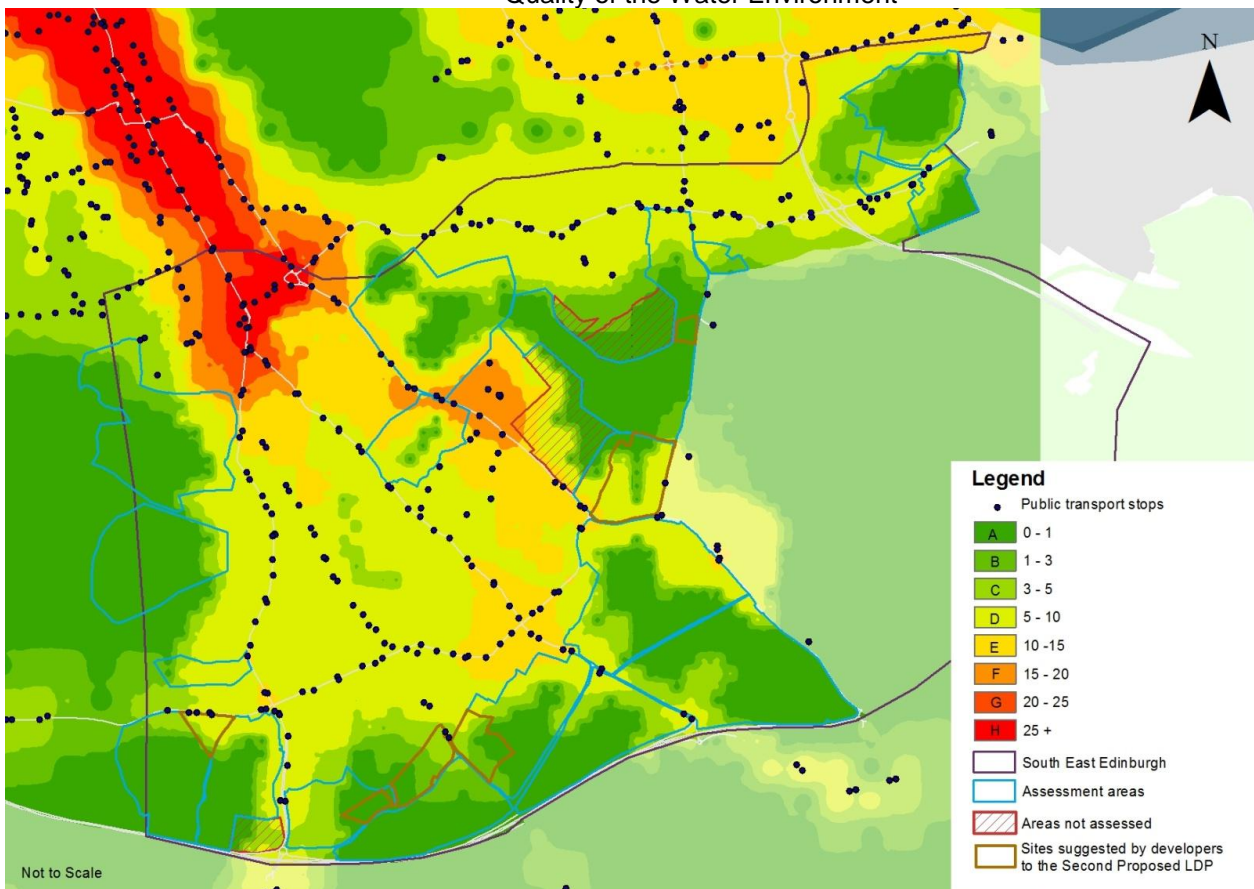 Quality of the Water Environment
N
Legend
Public transport stops
A 0 - 1
B 1 - 3
C 3 - 5
D 5 - 10
E 10 -15
F 15 - 20
G 20 - 25
H 25 +
South East Edinburgh
Assessment areas
Areas not assessed
Sites suggested by developers
to the Second Proposed LDP
Not to Scale